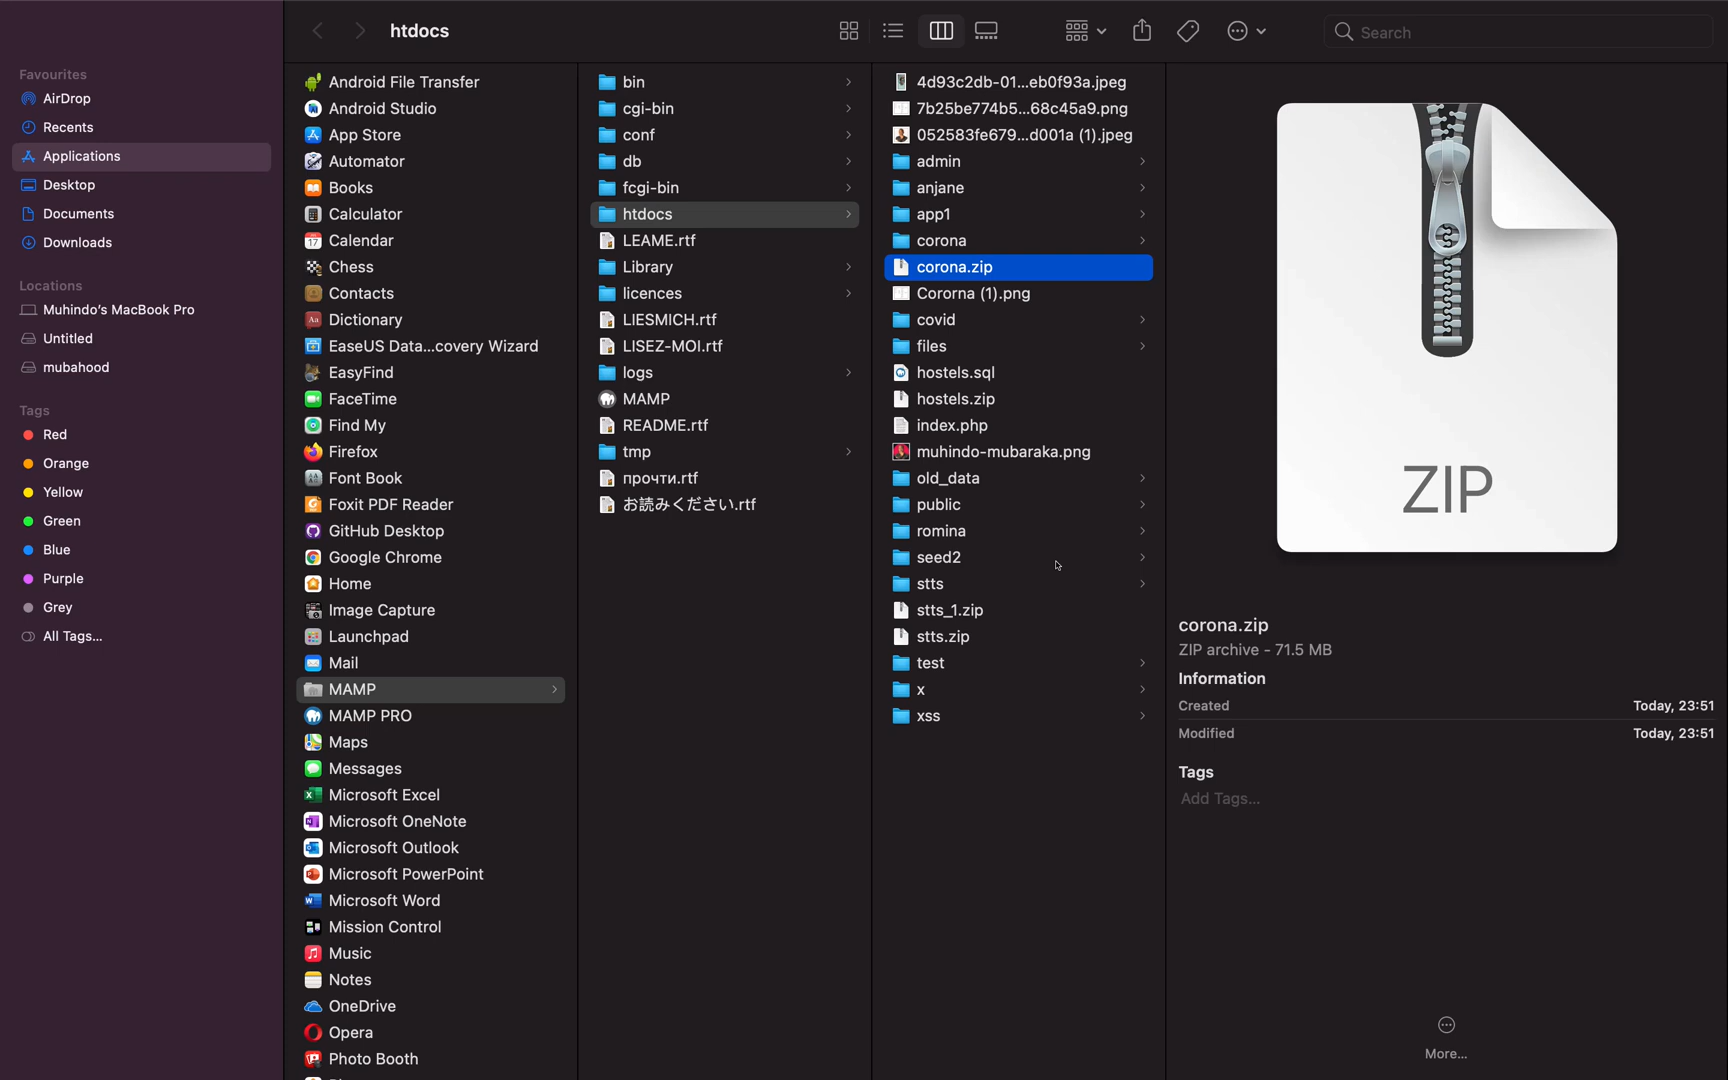 htdocs
Search
Favourites
AirDrop
Recents
Applications
Desktop
Documents
Downloads
Locations
Muhindo's MacBook Pro
Untitled
mubahood
Tags
Red
Orange
Yellow
Green
Blue
Purple
Grey
All Tags...
Android File Transfer
Android Studio
App Store
Automator
Books
Calculator
Calendar
Chess
Contacts
Dictionary
EaseUS Data...covery Wizard
EasyFind
FaceTime
Find My
Firefox
Font Book
Foxit PDF Reader
GitHub Desktop
Google Chrome
Home
Image Capture
Launchpad
Mail
MAMP
MAMP PRO
Maps
Messages
Microsoft Excel
Microsoft OneNote
Microsoft Outlook
Microsoft PowerPoint
Microsoft Word
Mission Control
Music
Notes
OneDrive
Opera
Photo Booth
bin
cgi-bin
conf
db
fcgi-bin
htdocs
LEAME.rtf
Library
licences
LIESMICH.rtf
LISEZ-MOI.rtf
logs
MAMP
README.rtf
tmp
прочти.rtf
お読みください.rtf
4d93c2db-01...eb0f93a.jpeg
7b25be774b5...68c45a9.png
052583fe679...d001a (1).jpeg
admin
anjane
app1
corona
corona.zip
Cororna (1).png
covid
files
hostels.sql
hostels.zip
index.php
muhindo-mubaraka.png
old_data
public
romina
seed2
stts
stts_1.zip
stts.zip
test
x
xss
ZIP
corona.zip
ZIP archive - 71.5 MB
Information
Created Today, 23:51
Modified Today, 23:51
Tags
Add Tags...
More...